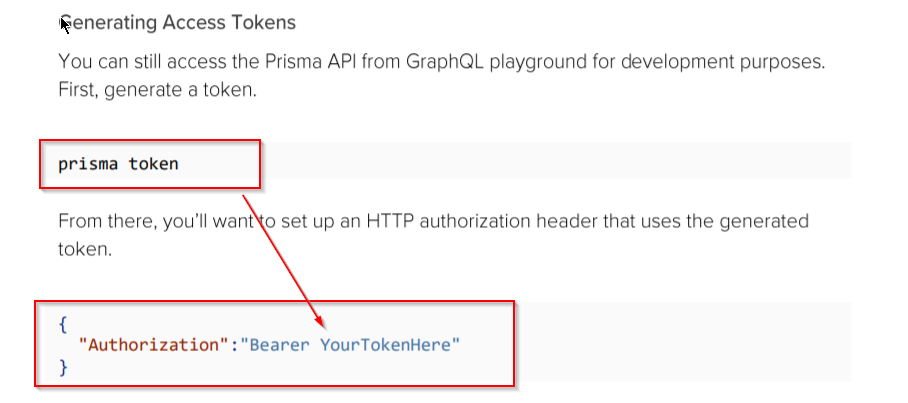 Generating Access Tokens
You can still access the Prisma API from GraphQL playground for development purposes.
First, generate a token.
prisma token
From there, you’ll want to set up an HTTP authorization header that uses the generated
token.
{
"Authorization":"Bearer YourTokenHere"
}